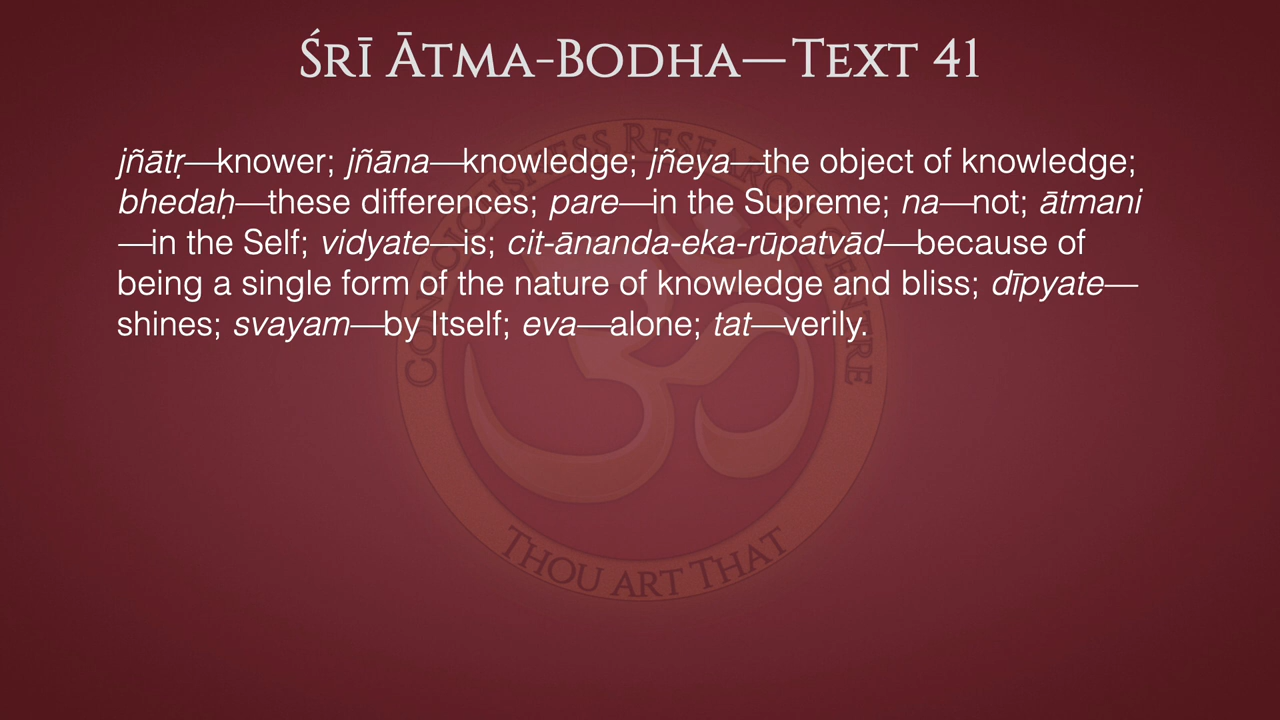 Śrī Ātma-Bodha—Text 41
jñātṛ—knower; jñāna—knowledge; jñeya—the object of knowledge;
bhedaḥ—these differences; pare—in the Supreme; na—not; ātmani
—in the Self; vidyate—is; cit-ānanda-eka-rūpatvād—because of
being a single form of the nature of knowledge and bliss; dīpyate—
shines; svayam—by Itself; eva—alone; tat—verily.
Consciousness Research Centre
ॐ
Thou Art That